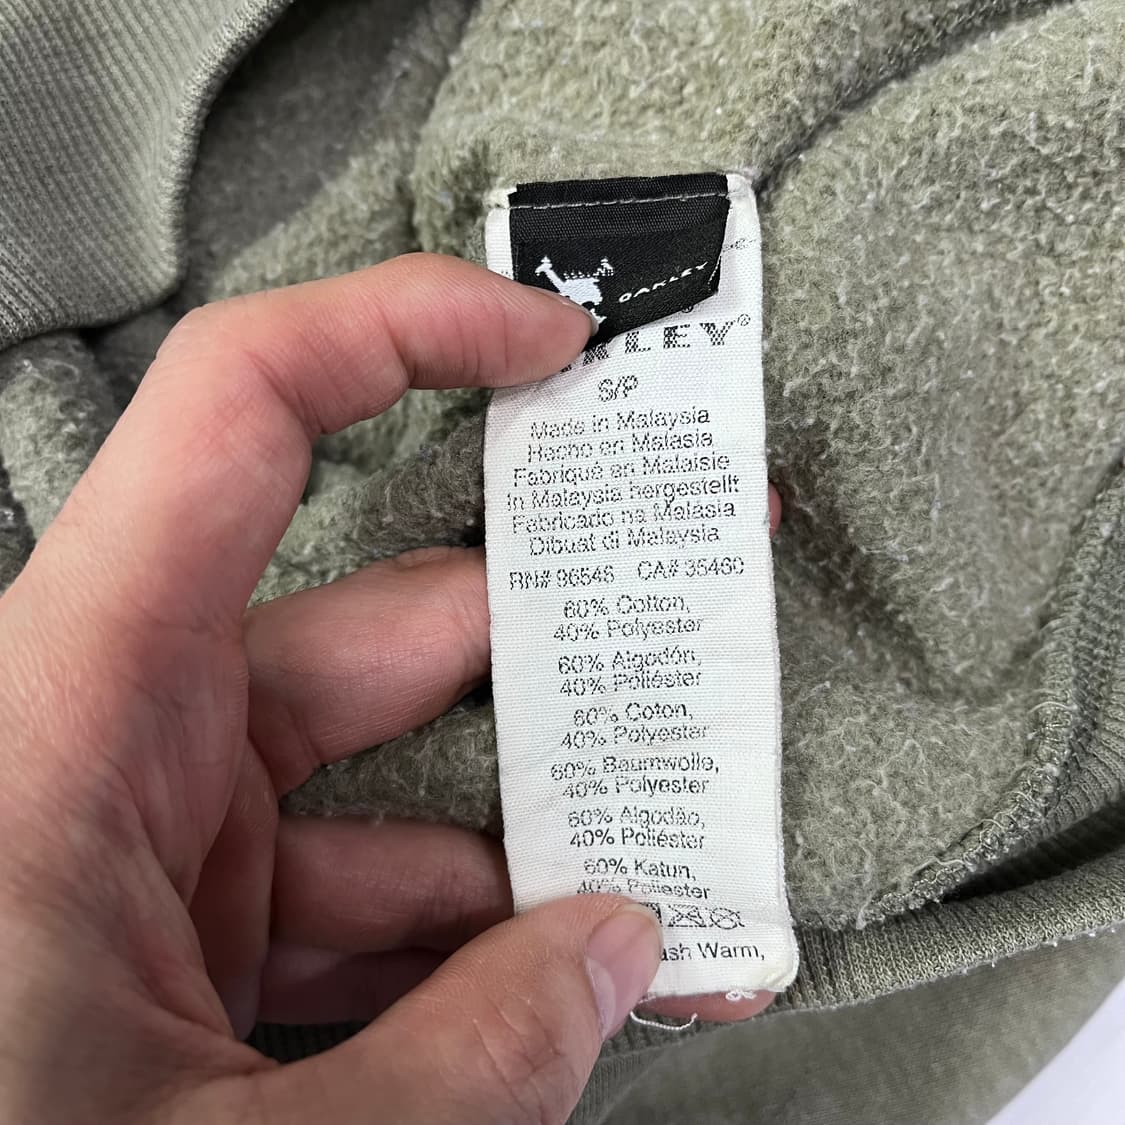 OAKLEY
S/P
Made in Malaysia
Hecho en Malasia
Fabriqué en Malaisie
In Malaysia hergestellt
Fabricado na Malásia
Dibuat di Malaysia
RN# 96546 CA# 35460
60% Cotton,
40% Polyester
60% Algodón,
40% Poliéster
60% Coton,
40% Polyester
60% Baumwolle,
40% Polyester
60% Algodão,
40% Poliéster
60% Katun,
40% Poliester
Warm,